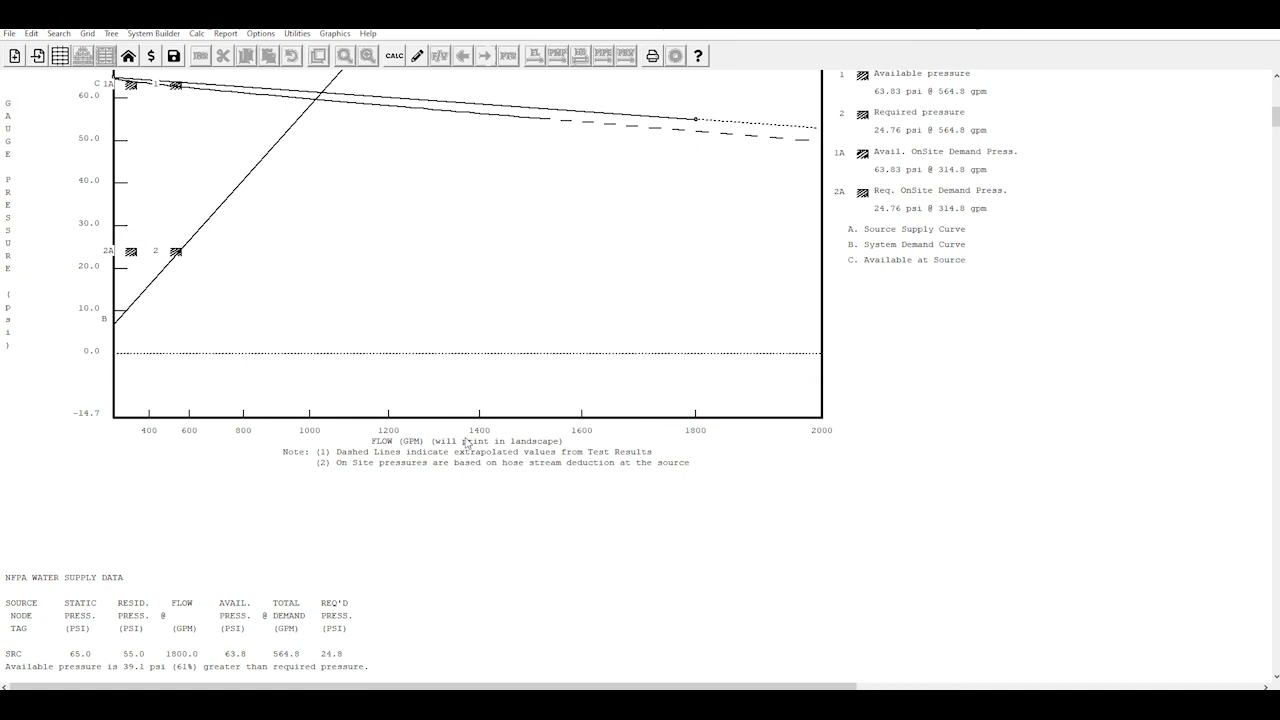 File Edit Search Grid Tree System Builder Calc Report Options Utilities Graphics Help
$ CALC ?
GAUGE PRESSURE (psi)
C 1A 1
60.0
50.0
40.0
30.0
2A 2
20.0
10.0
B
0.0
-14.7
400 600 800 1000 1200 1400 1600 1800 2000
FLOW (GPM) (will print in landscape)
Note: (1) Dashed Lines indicate extrapolated values from Test Results
(2) On Site pressures are based on hose stream deduction at the source
1 Available pressure
63.83 psi @ 564.8 gpm
2 Required pressure
24.76 psi @ 564.8 gpm
1A Avail. OnSite Demand Press.
63.83 psi @ 314.8 gpm
2A Req. OnSite Demand Press.
24.76 psi @ 314.8 gpm
A. Source Supply Curve
B. System Demand Curve
C. Available at Source
NFPA WATER SUPPLY DATA
SOURCE STATIC RESID. FLOW AVAIL. TOTAL REQ'D
NODE PRESS. PRESS. @ PRESS. @ DEMAND PRESS.
TAG (PSI) (PSI) (GPM) (PSI) (GPM) (PSI)
SRC 65.0 55.0 1800.0 63.8 564.8 24.8
Available pressure is 39.1 psi (61%) greater than required pressure.